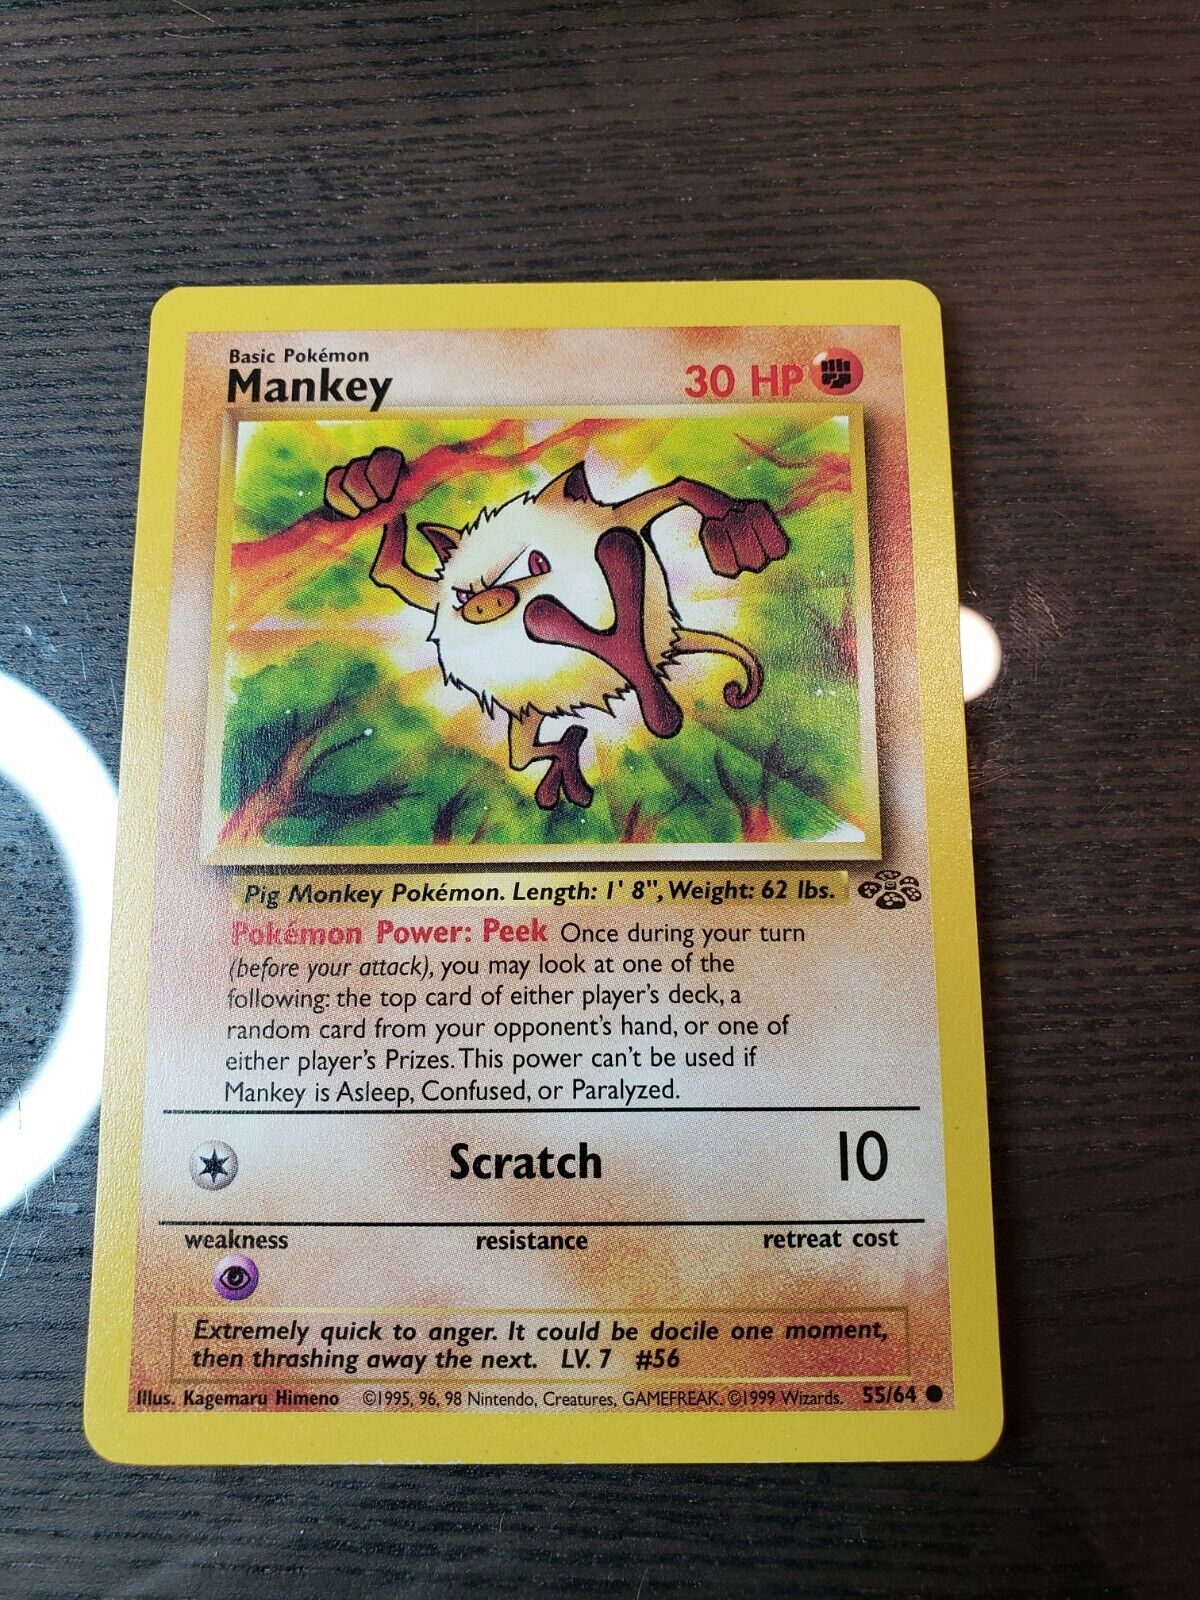 Basic Pokémon
Mankey
30 HP
Pig Monkey Pokémon. Length: 1' 8", Weight: 62 lbs.
Pokémon Power: Peek Once during your turn
(before your attack), you may look at one of the
following: the top card of either player's deck, a
random card from your opponent's hand, or one of
either player's Prizes. This power can't be used if
Mankey is Asleep, Confused, or Paralyzed.
Scratch 10
weakness resistance retreat cost
Extremely quick to anger. It could be docile one moment,
then thrashing away the next. LV. 7 #56
Illus. Kagemaru Himeno ©1995, 96, 98 Nintendo, Creatures, GAMEFREAK. ©1999 Wizards. 55/64